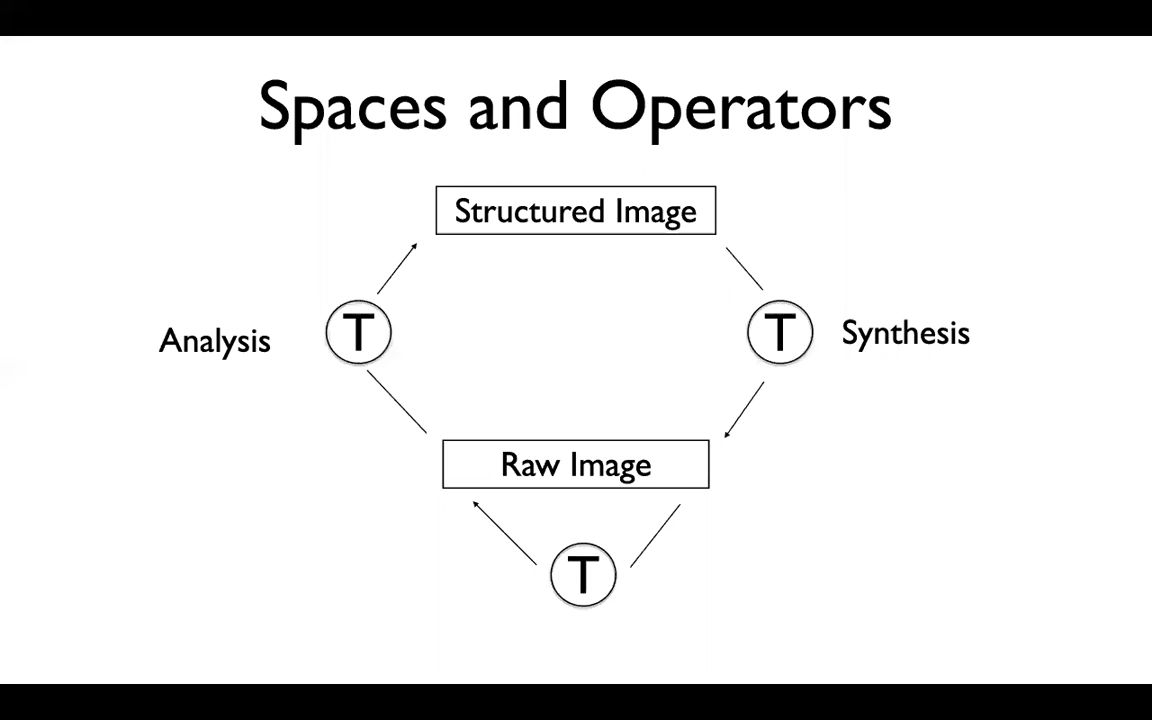 Spaces and Operators
Structured Image
Analysis
T
T
Synthesis
Raw Image
T